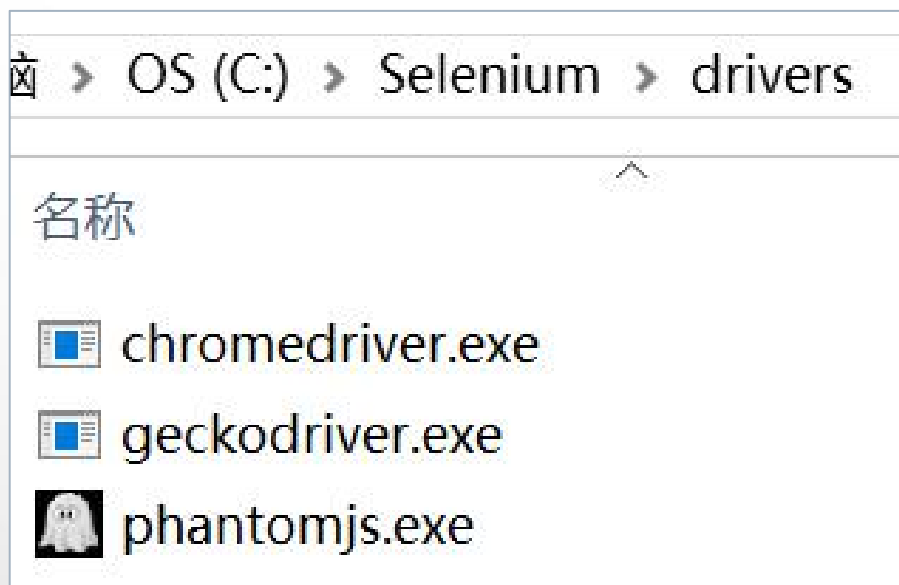 OS (C:) > Selenium > drivers
名称
chromedriver.exe
geckodriver.exe
phantomjs.exe